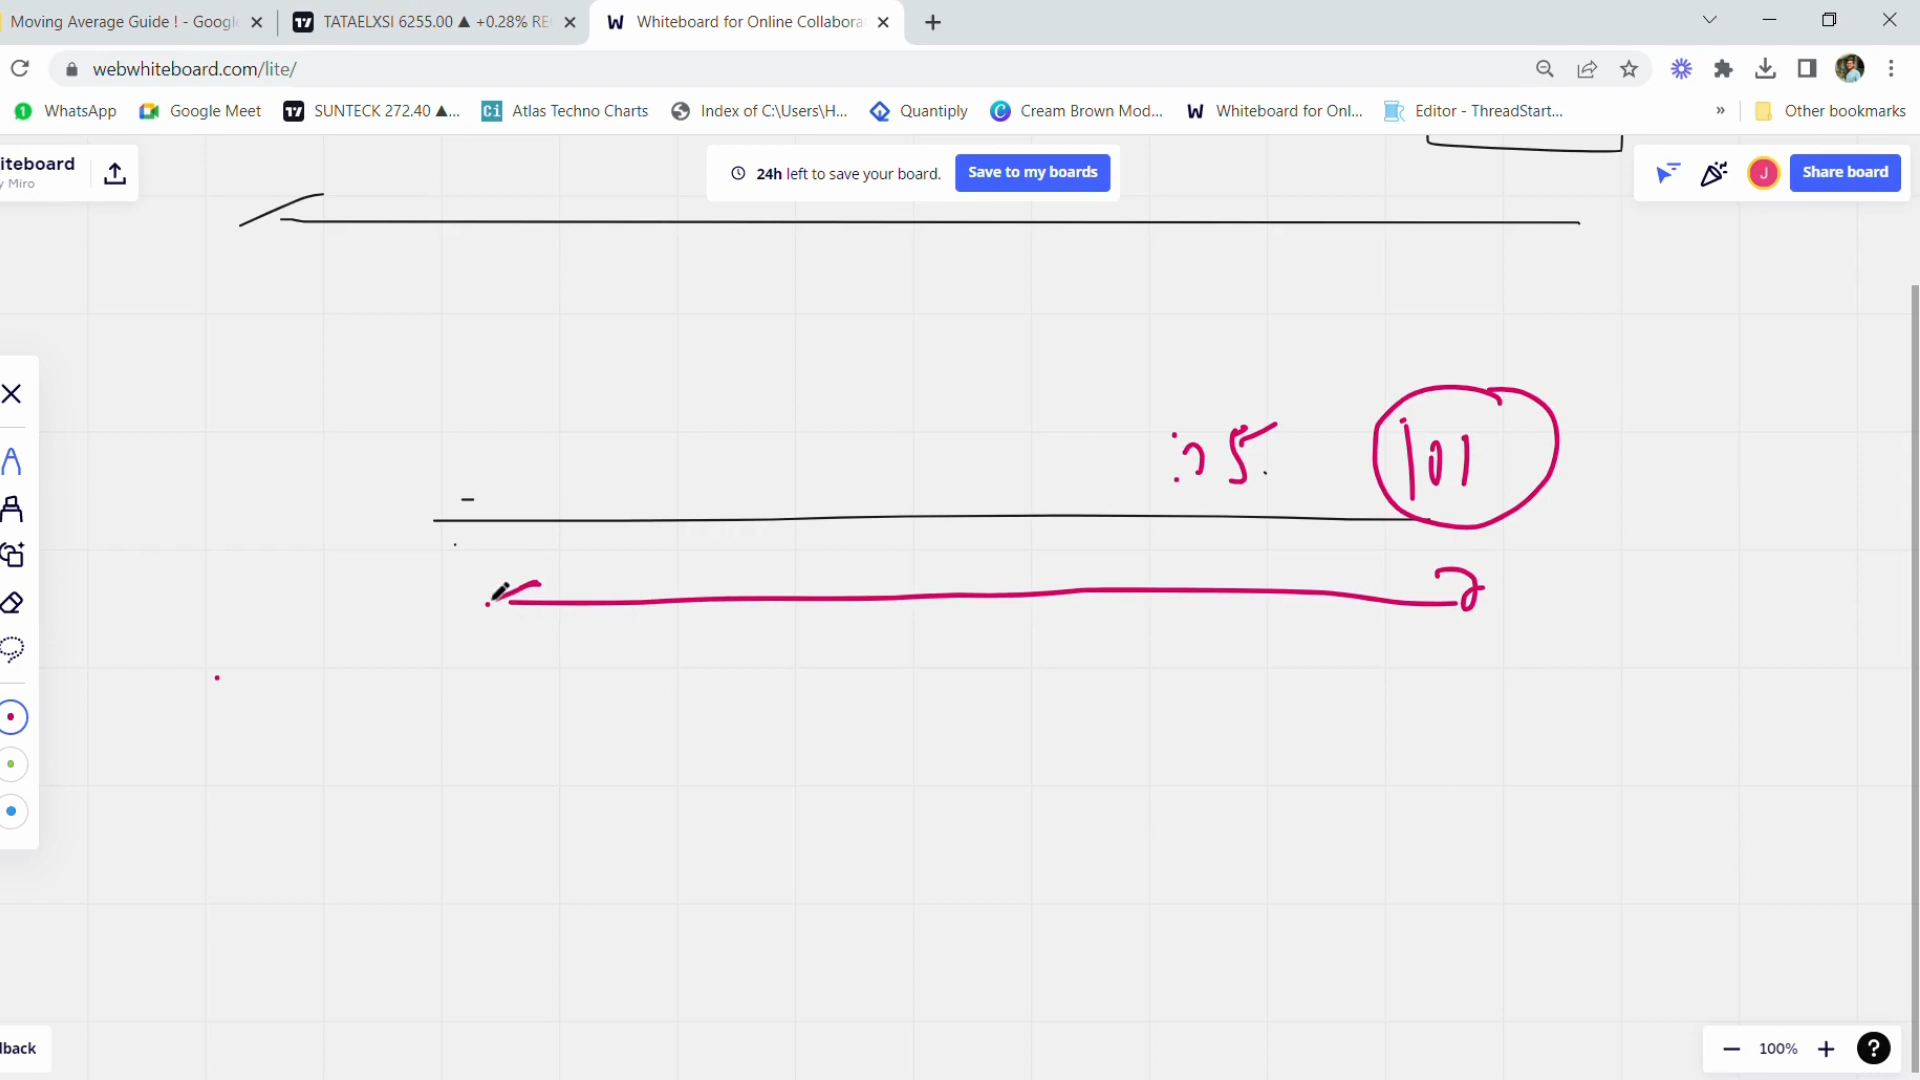 Moving Average Guide ! - Googl
TATAELXSI 6255.00 ▲ +0.28% RE
Whiteboard for Online Collabora
webwhiteboard.com/lite/
WhatsApp
Google Meet
SUNTECK 272.40 ▲...
Atlas Techno Charts
Index of C:\Users\H...
Quantiply
Cream Brown Mod...
Whiteboard for Onl...
Editor - ThreadStart...
»
Other bookmarks
iteboard
y Miro
24h left to save your board.
Save to my boards
J
Share board
101
lback
100%